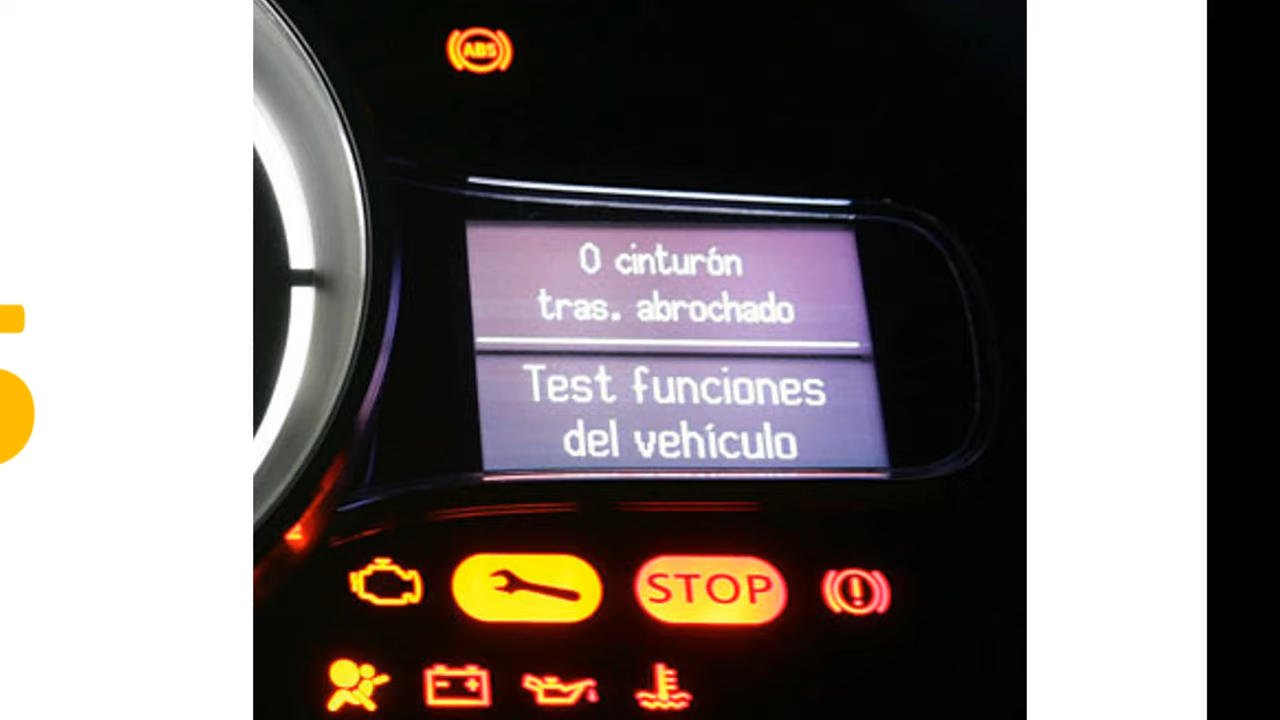 ABS
0 cinturón
tras. abrochado
Test funciones
del vehículo
STOP